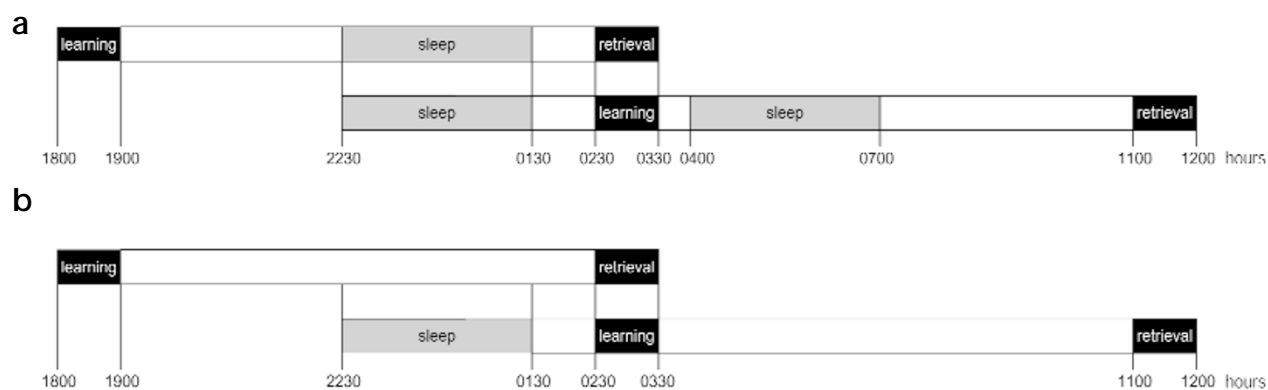 a
learning sleep retrieval
sleep learning sleep retrieval
1800 1900 2230 0130 0230 0330 0400 0700 1100 1200 hours
b
learning retrieval
sleep learning retrieval
1800 1900 2230 0130 0230 0330 1100 1200 hours